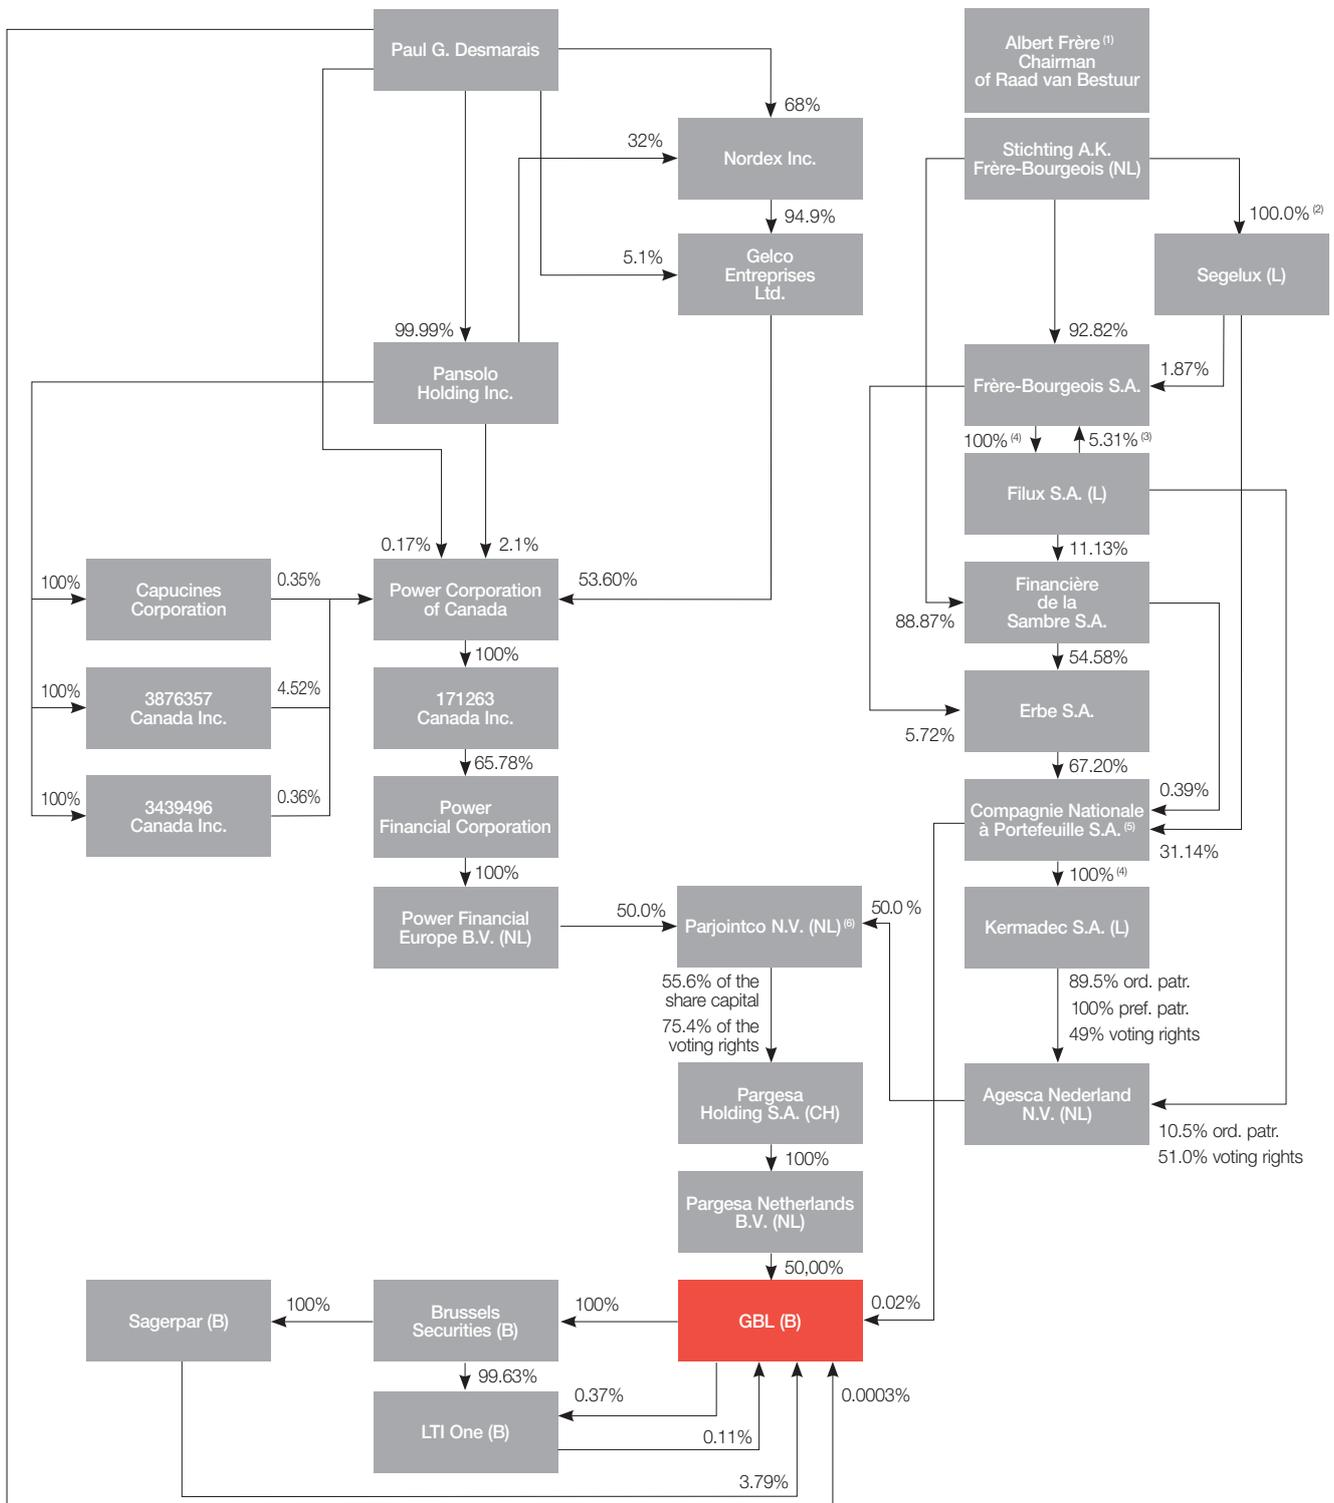 Paul G. Desmarais
Albert Frère (1)
Chairman
of Raad van Bestuur
68%
32%
Nordex Inc.
Stichting A.K.
Frère-Bourgeois (NL)
94.9%
100.0% (2)
5.1%
Gelco
Entreprises
Ltd.
Segelux (L)
99.99%
92.82%
Pansolo
Holding Inc.
Frère-Bourgeois S.A.
1.87%
100% (4)
5.31% (3)
Filux S.A. (L)
0.17%
2.1%
11.13%
100%
Capucines
Corporation
0.35%
Power Corporation
of Canada
53.60%
Financière
de la
Sambre S.A.
88.87%
100%
54.58%
100%
3876357
Canada Inc.
4.52%
171263
Canada Inc.
Erbe S.A.
5.72%
65.78%
67.20%
100%
3439496
Canada Inc.
0.36%
Power
Financial Corporation
Compagnie Nationale
à Portefeuille S.A. (5)
0.39%
31.14%
100%
100% (4)
Power Financial
Europe B.V. (NL)
50.0%
Parjointco N.V. (NL) (6)
50.0 %
Kermadec S.A. (L)
55.6% of the
share capital
75.4% of the
voting rights
89.5% ord. patr.
100% pref. patr.
49% voting rights
Pargesa
Holding S.A. (CH)
Agesca Nederland
N.V. (NL)
10.5% ord. patr.
51.0% voting rights
100%
Pargesa Netherlands
B.V. (NL)
50,00%
Sagerpar (B)
100%
Brussels
Securities (B)
100%
GBL (B)
0.02%
99.63%
0.37%
0.0003%
LTI One (B)
0.11%
3.79%